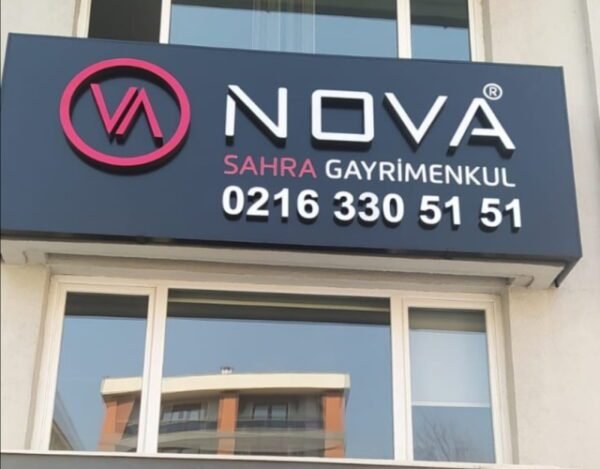 VA NOVA®
SAHRA GAYRİMENKUL
0216 330 51 51